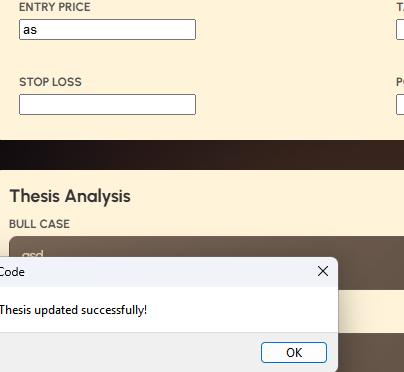 ENTRY PRICE
as
STOP LOSS
Thesis Analysis
BULL CASE
asd
Code
Thesis updated successfully!
OK